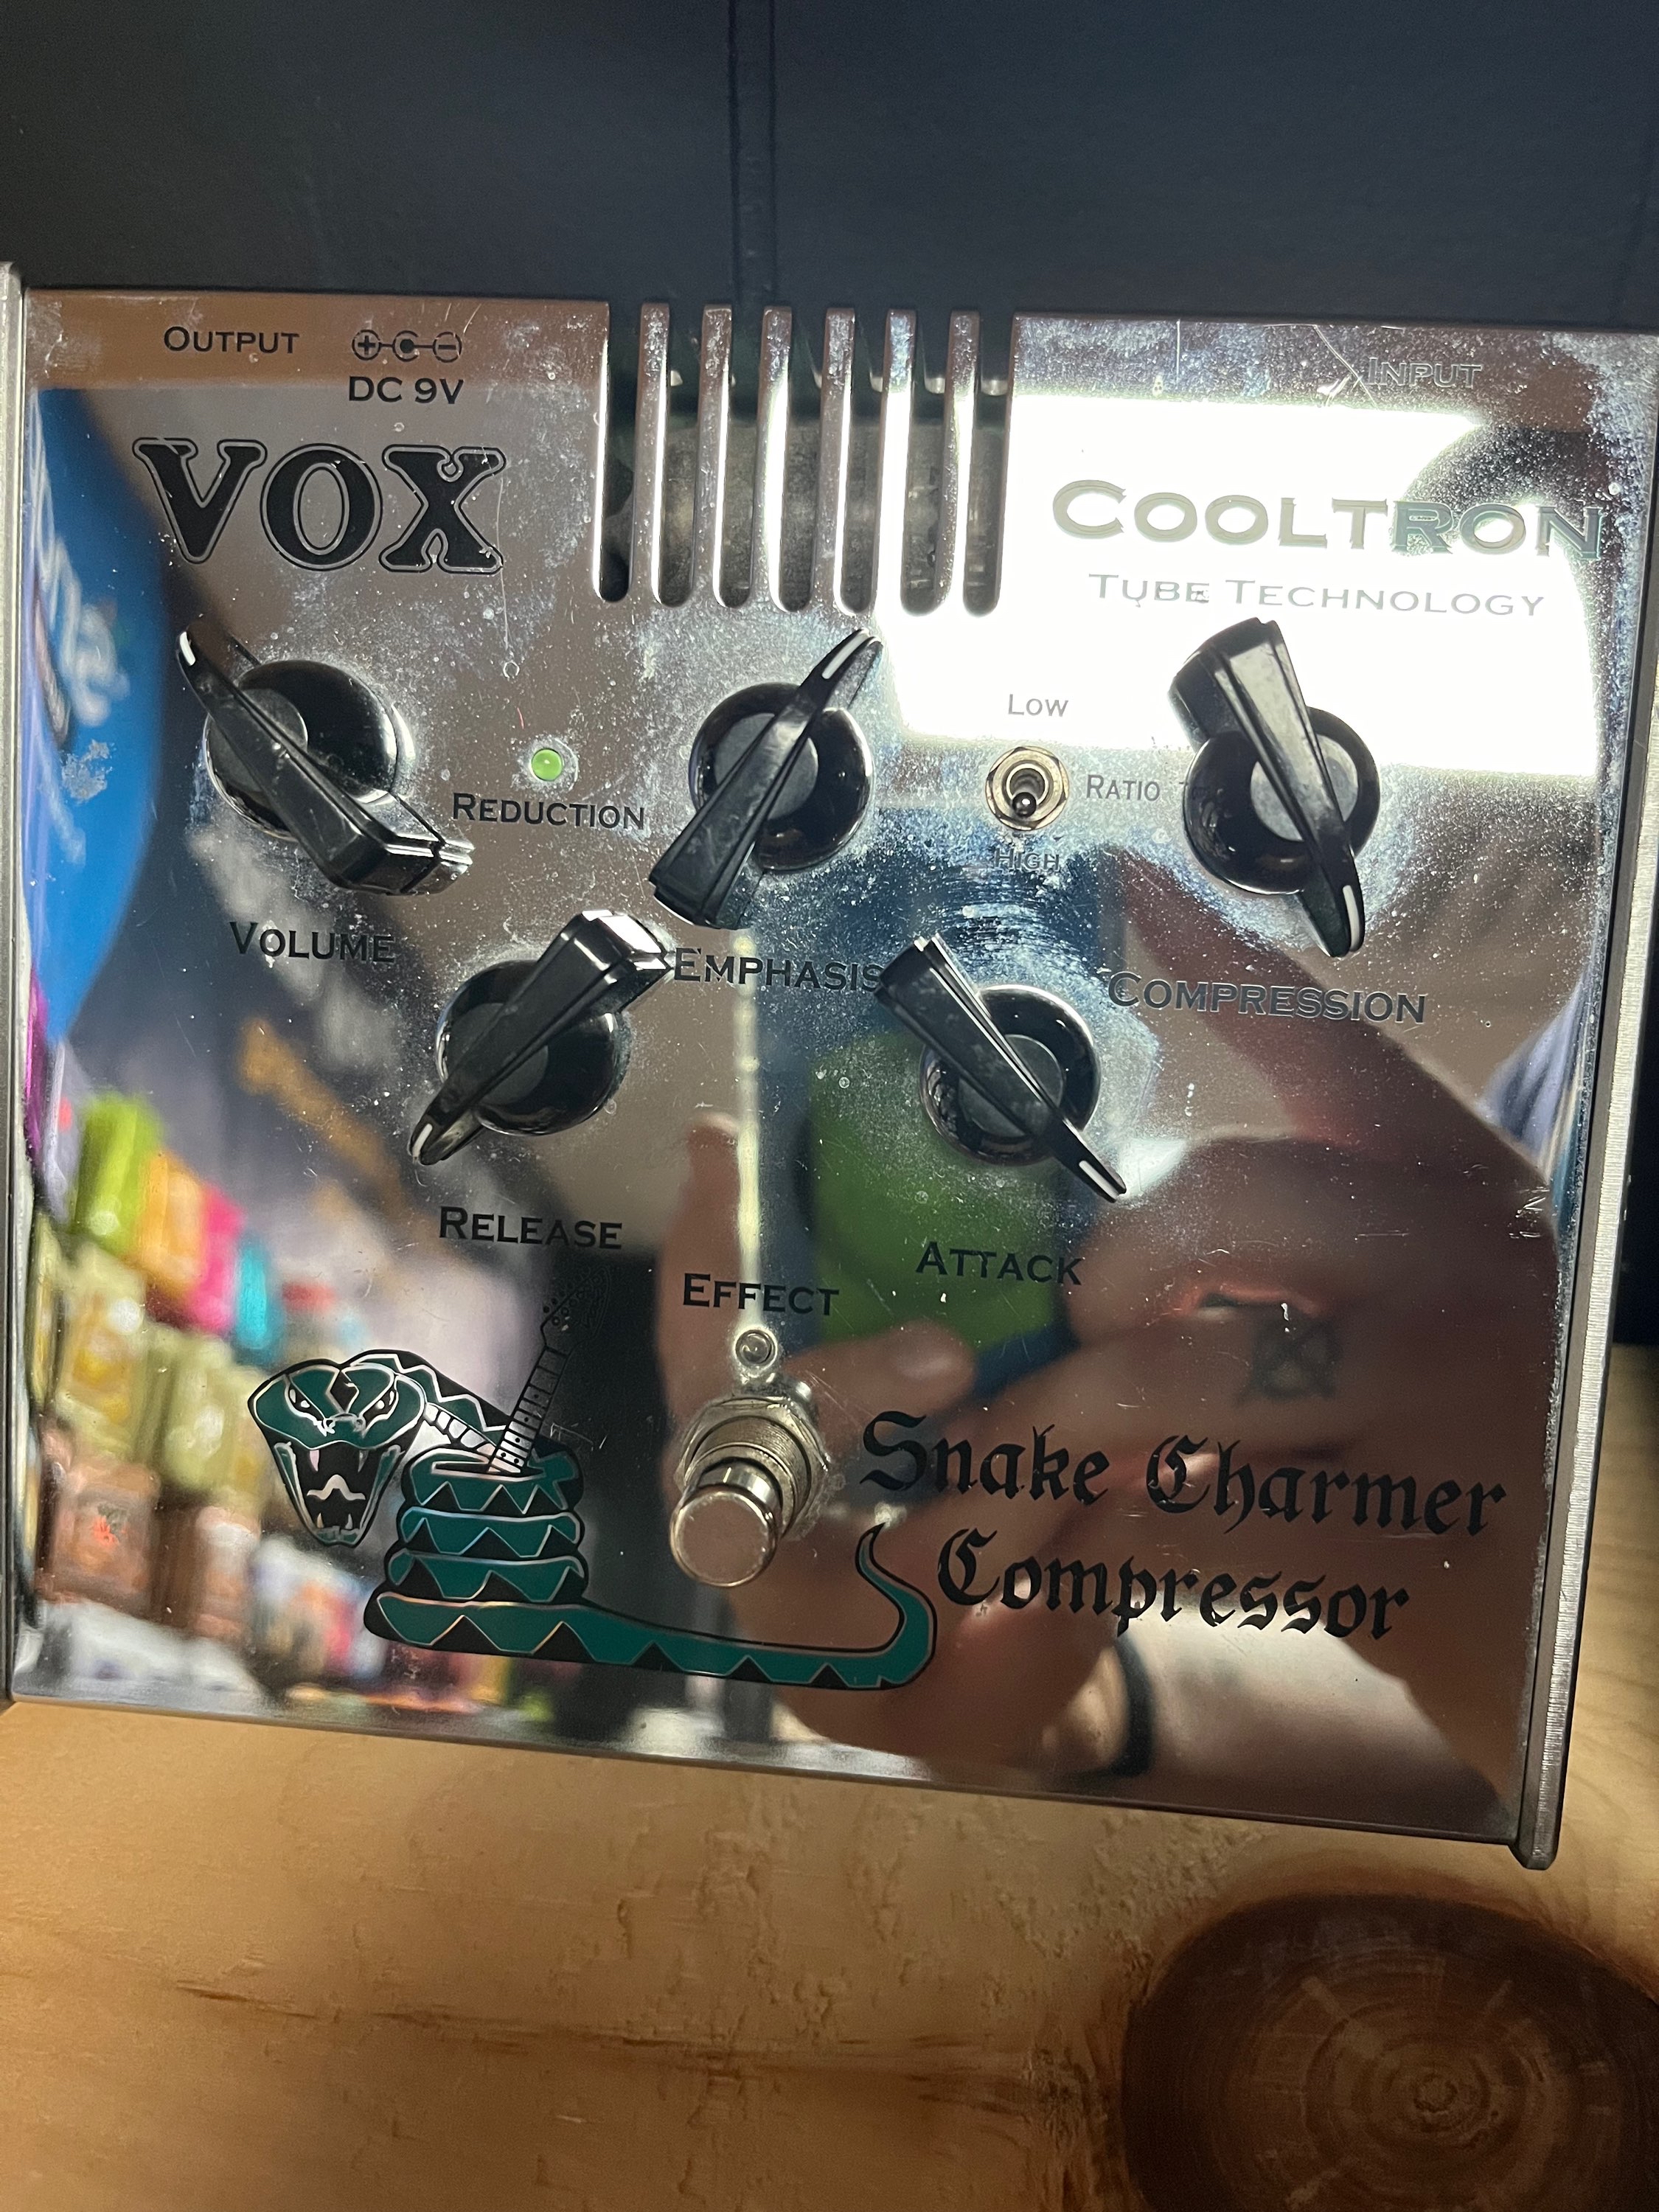 OUTPUT
DC 9V
INPUT
VOX
COOLTRON
TUBE TECHNOLOGY
LOW
RATIO
HIGH
REDUCTION
VOLUME
EMPHASIS
COMPRESSION
RELEASE
ATTACK
EFFECT
Snake Charmer
Compressor